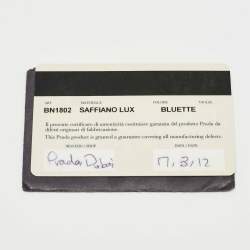 ART. MATERIALE COLORE TAGLIA
BN1802 SAFFIANO LUX BLUETTE
Il presente certificato di autenticità costituisce garanzia del prodotto Prada da
difetti originari di fabbricazione.
This Prada product is granted a guarantee covering all manufacturing defects.
NEGOZIO / SHOP DATA / DATE
Prada Dubai 17, 3, 12